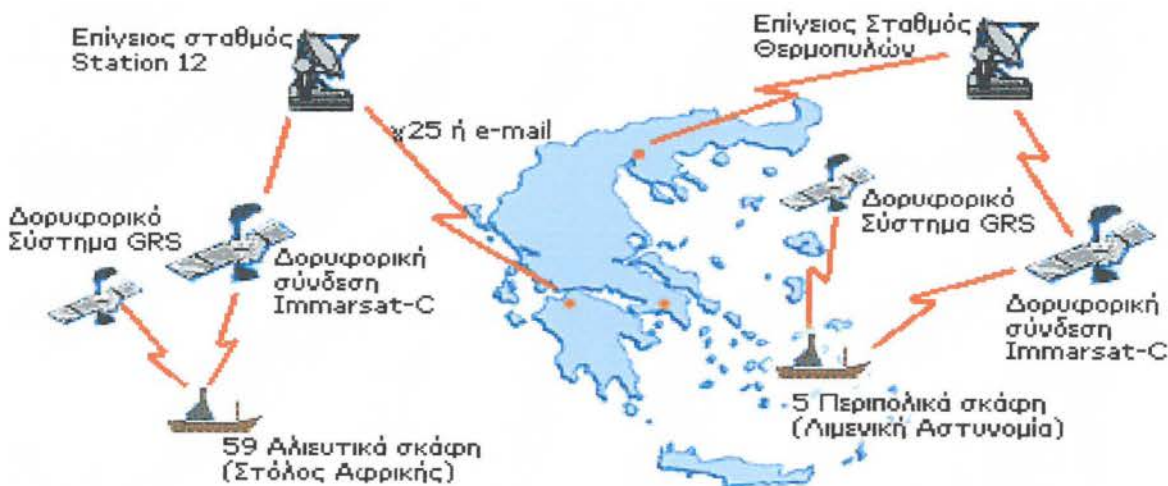 Επίγειος σταθμός
Station 12
Επίγειος Σταθμός
Θερμοπυλών
χ25 ή e-mail
Δορυφορικό
Σύστημα GRS
Δορυφορική
σύνδεση
Immarsat-C
Δορυφορικό
Σύστημα GRS
Δορυφορική
σύνδεση
Immarsat-C
59 Αλιευτικά σκάφη
(Στόλος Αφρικής)
5 Περιπολικά σκάφη
(Λιμενική Αστυνομία)